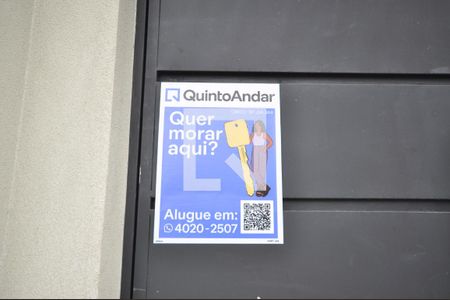 QuintoAndar
Quer
morar
aqui?
Alugue em:
4020-2507